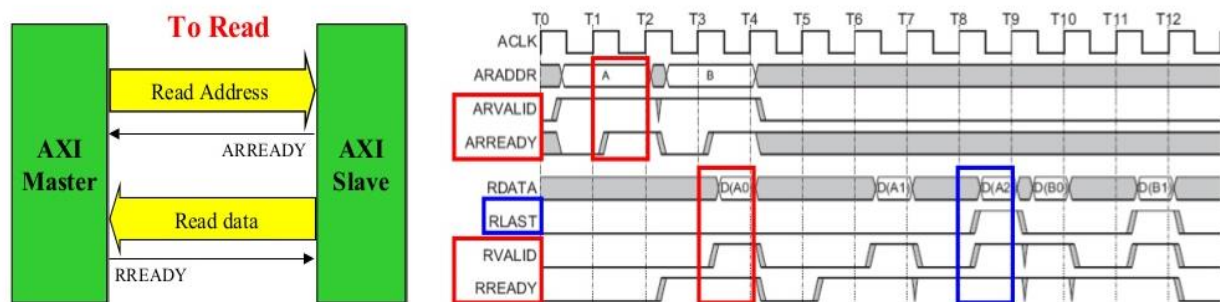 To Read
AXI
Master
AXI
Slave
Read Address
ARREADY
Read data
RREADY
T0 T1 T2 T3 T4 T5 T6 T7 T8 T9 T10 T11 T12
ACLK
ARADDR A B
ARVALID
ARREADY
RDATA D(A0 D(A1) D(A2 D(B0) D(B1)
RLAST
RVALID
RREADY